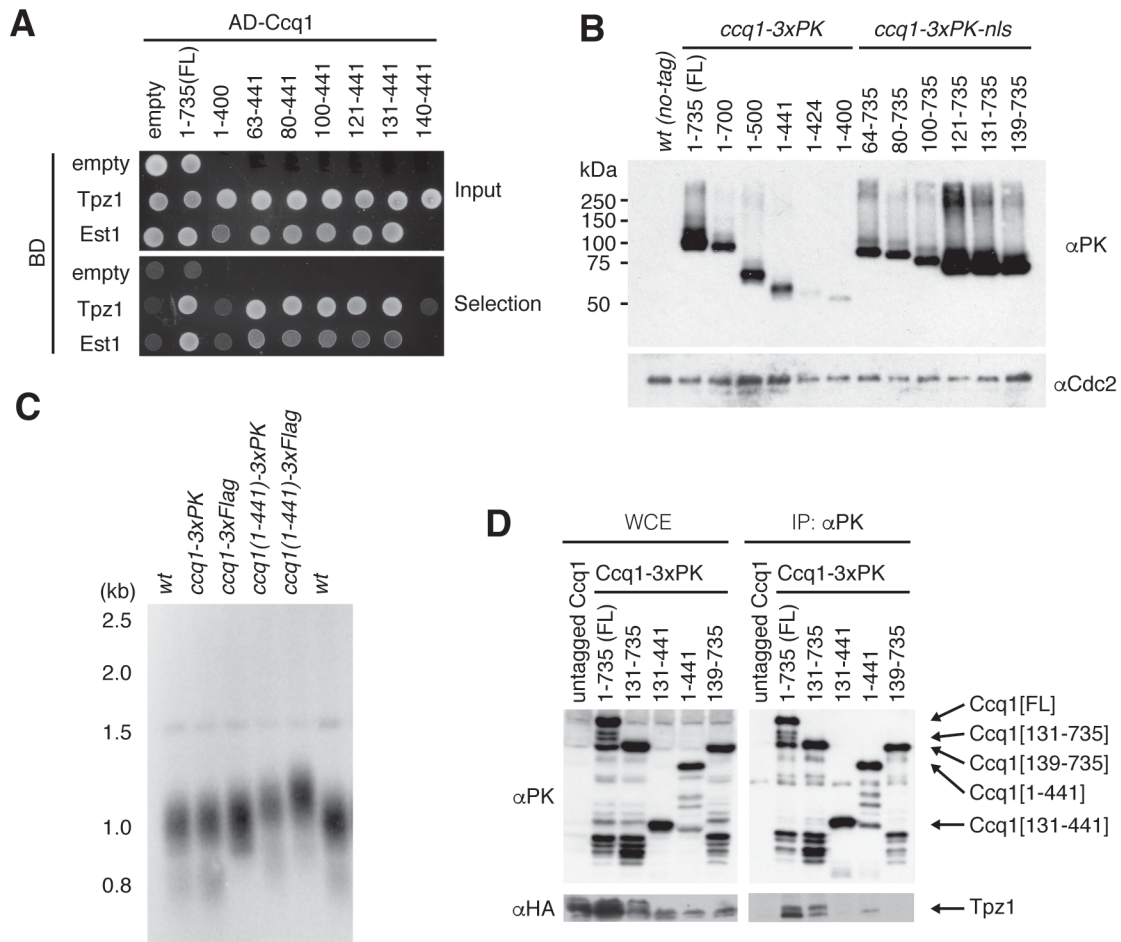 A
AD-Ccq1
empty
1-735(FL)
1-400
63-441
80-441
100-441
121-441
131-441
140-441
BD
empty
Tpz1
Est1
Input
empty
Tpz1
Est1
Selection
B
ccq1-3xPK
ccq1-3xPK-nls
wt (no-tag)
1-735 (FL)
1-700
1-500
1-441
1-424
1-400
64-735
80-735
100-735
121-735
131-735
139-735
kDa
250
150
100
75
50
αPK
αCdc2
C
wt
ccq1-3xPK
ccq1-3xFlag
ccq1(1-441)-3xPK
ccq1(1-441)-3xFlag
wt
(kb)
2.5
2.0
1.5
1.0
0.8
D
WCE
IP: αPK
untagged Ccq1
Ccq1-3xPK
1-735 (FL)
131-735
131-441
1-441
139-735
untagged Ccq1
Ccq1-3xPK
1-735 (FL)
131-735
131-441
1-441
139-735
αPK
αHA
Ccq1[FL]
Ccq1[131-735]
Ccq1[139-735]
Ccq1[1-441]
Ccq1[131-441]
Tpz1